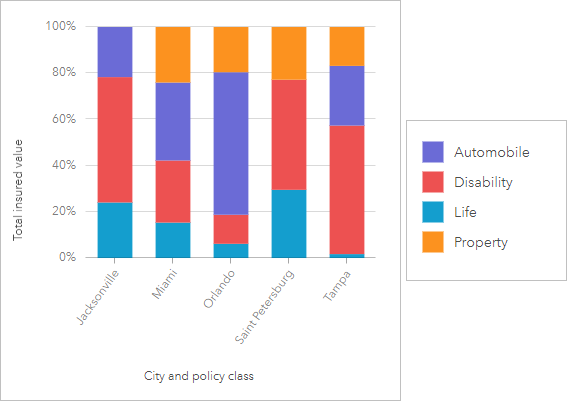 100%
80%
60%
40%
20%
0%
Total insured value
Jacksonville
Miami
Orlando
Saint Petersburg
Tampa
City and policy class
Automobile
Disability
Life
Property